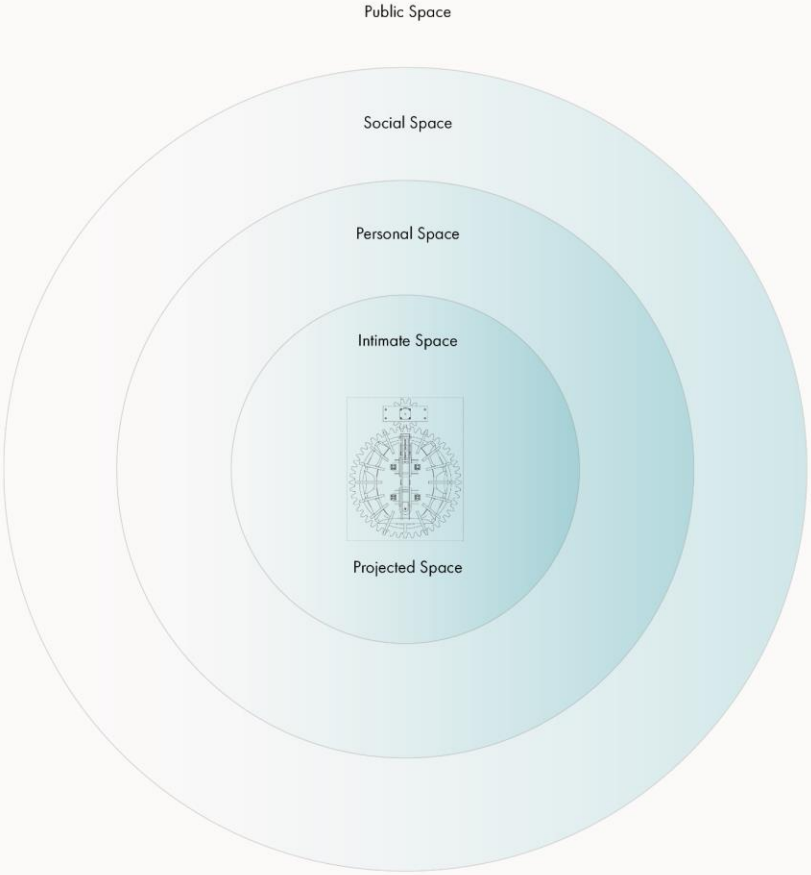 Public Space
Social Space
Personal Space
Intimate Space
Projected Space